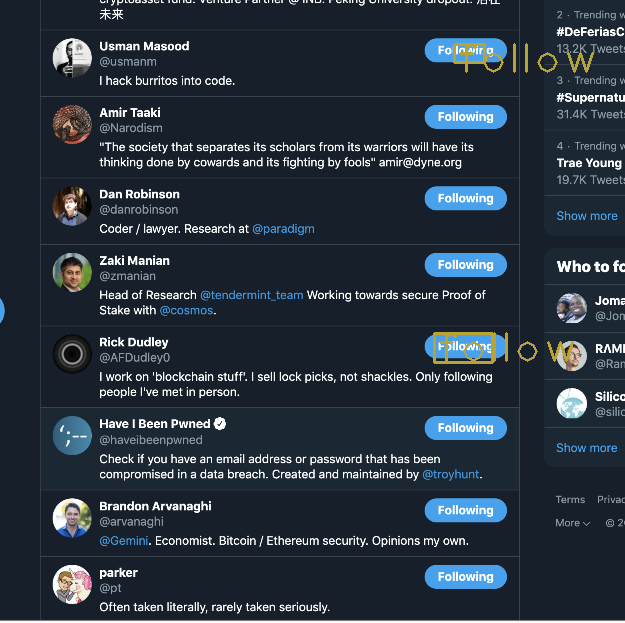 cryptoasset fund. Venture Partner @ INB. Peking University dropout. 活在
未来
Usman Masood
@usmanm
Following
Follow
I hack burritos into code.
Amir Taaki
@Narodism
Following
"The society that separates its scholars from its warriors will have its
thinking done by cowards and its fighting by fools" amir@dyne.org
Dan Robinson
@danrobinson
Following
Coder / lawyer. Research at @paradigm
Zaki Manian
@zmanian
Following
Head of Research @tendermint_team Working towards secure Proof of
Stake with @cosmos.
Rick Dudley
@AFDudley0
Following
Follow
I work on 'blockchain stuff'. I sell lock picks, not shackles. Only following
people I've met in person.
Have I Been Pwned
@haveibeenpwned
Following
Check if you have an email address or password that has been
compromised in a data breach. Created and maintained by @troyhunt.
Brandon Arvanaghi
@arvanaghi
Following
@Gemini. Economist. Bitcoin / Ethereum security. Opinions my own.
parker
@pt
Following
Often taken literally, rarely taken seriously.
2 · Trending w
#DeFeriasC
13.2K Tweets
3 · Trending w
#Supernatu
31.4K Tweets
4 · Trending w
Trae Young
19.7K Tweets
Show more
Who to fo
Joma
@Jom
RΛMI
@Ran
Silico
@silic
Show more
Terms Privac
More © 20